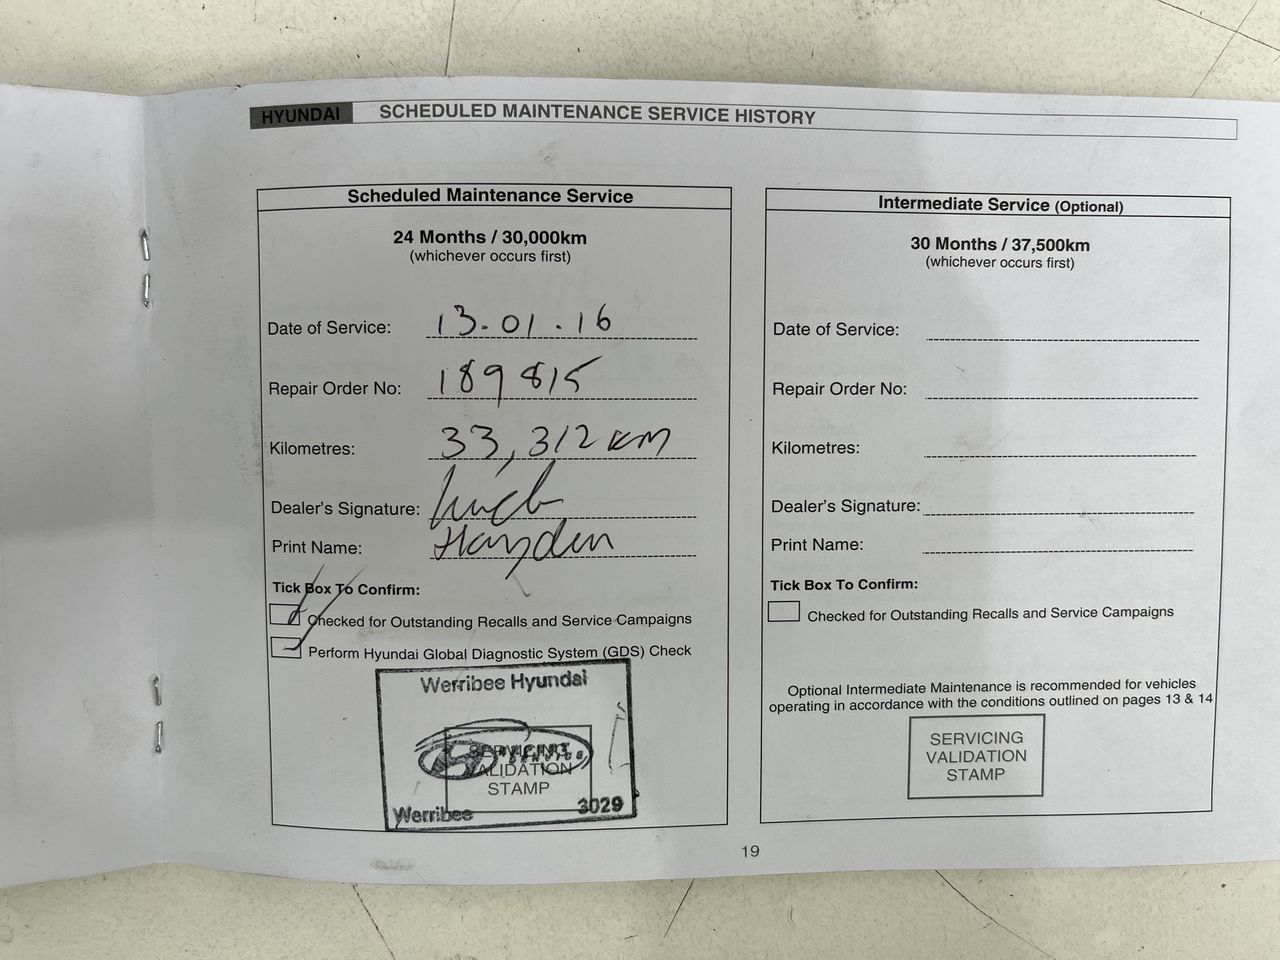 HYUNDAI SCHEDULED MAINTENANCE SERVICE HISTORY
Scheduled Maintenance Service
24 Months / 30,000km
(whichever occurs first)
Date of Service: 13.01.16
Repair Order No: 189815
Kilometres: 33,312 KM
Dealer's Signature:
Print Name: Hayden
Tick Box To Confirm:
Checked for Outstanding Recalls and Service Campaigns
Perform Hyundai Global Diagnostic System (GDS) Check
Werribee Hyundai
SERVICING
VALIDATION
STAMP
Werribee 3029
Intermediate Service (Optional)
30 Months / 37,500km
(whichever occurs first)
Date of Service:
Repair Order No:
Kilometres:
Dealer's Signature:
Print Name:
Tick Box To Confirm:
Checked for Outstanding Recalls and Service Campaigns
Optional Intermediate Maintenance is recommended for vehicles
operating in accordance with the conditions outlined on pages 13 & 14
SERVICING
VALIDATION
STAMP
19